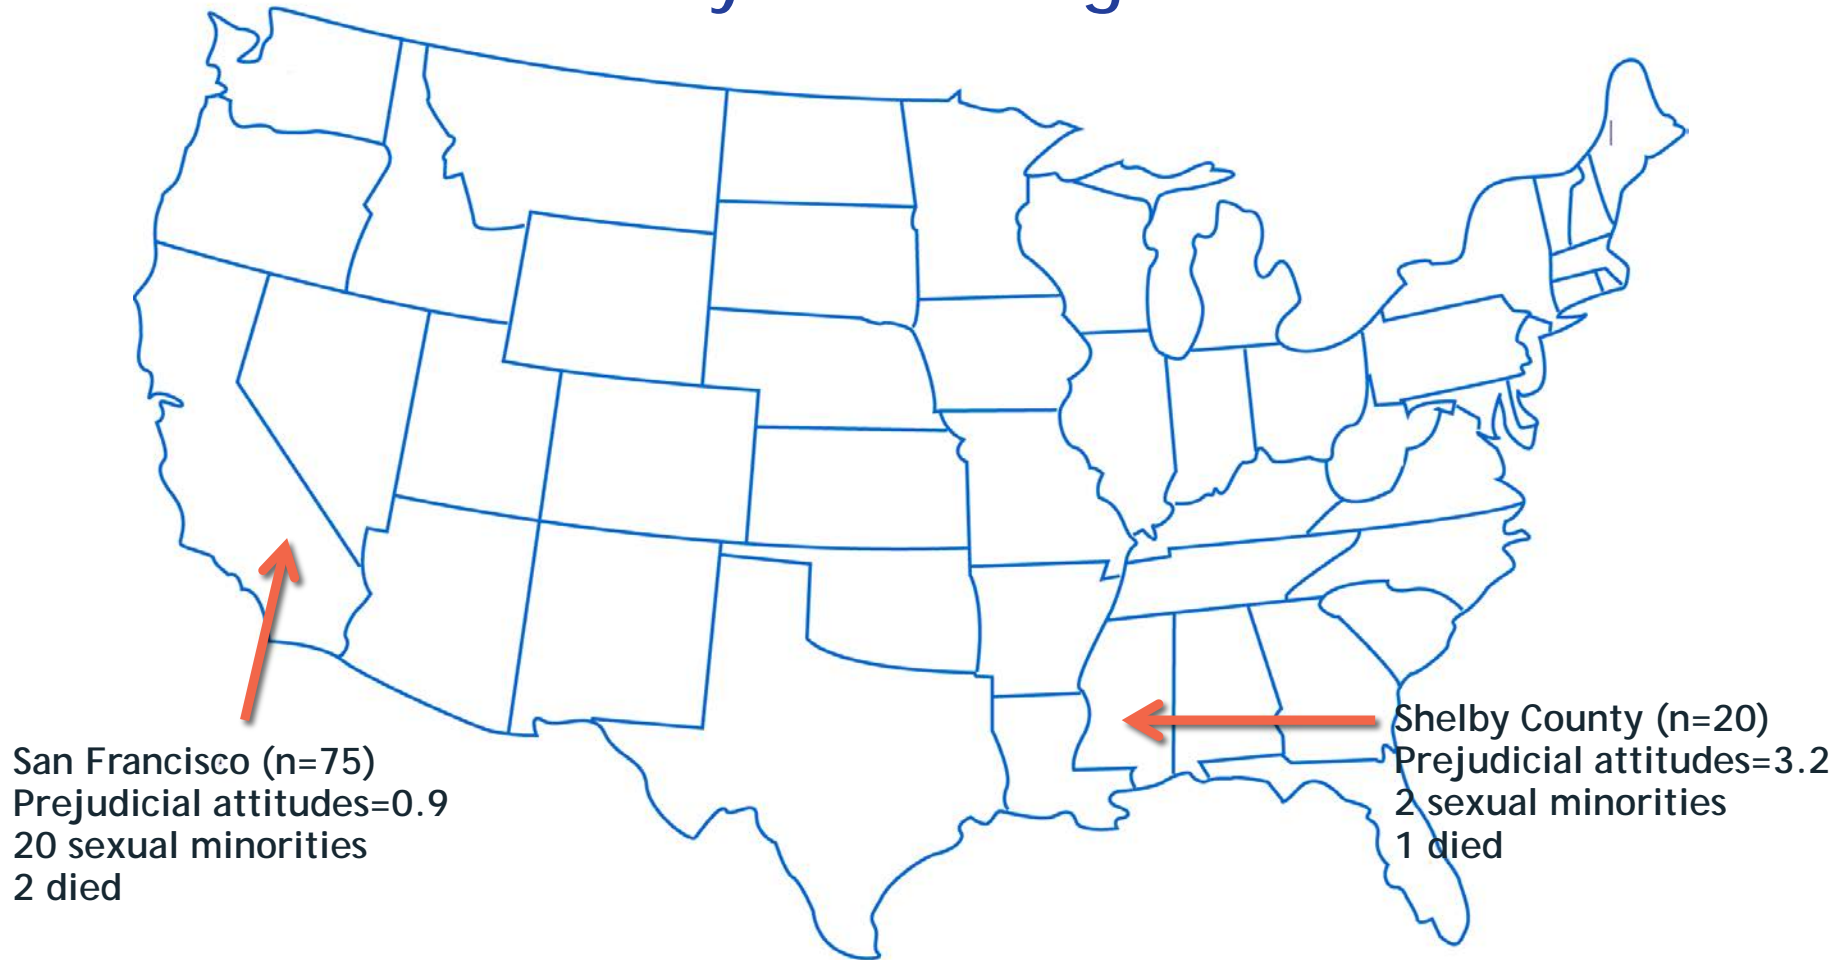 San Francisco (n=75)
Prejudicial attitudes=0.9
20 sexual minorities
2 died
Shelby County (n=20)
Prejudicial attitudes=3.2
2 sexual minorities
1 died